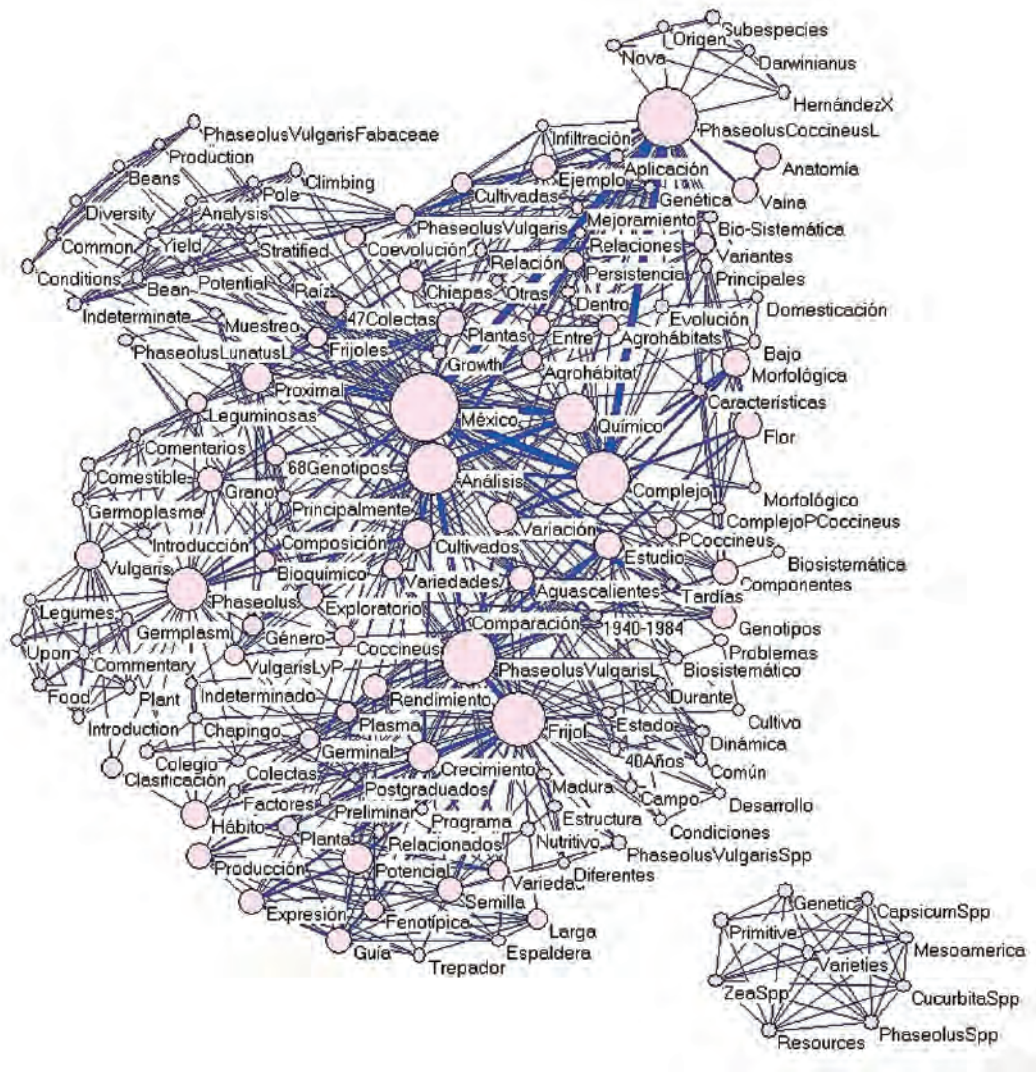 Subespecies
Origen
Nova
Darwinianus
HernándezX
PhaseolusCoccineusL
PhaseolusVulgarisFabaceae
Infiltración
Production
Aplicación
Anatomía
Beans
Climbing
Ejemplo
Pole
Cultivadas
Genética
Vaina
Diversity
Analysis
Mejoramiento
PhaseolusVulgaris
Bio-Sistemática
Common
Yield
Stratified
Coevolución
Relaciones
Variantes
Relación
Persistencia
Conditions
Bean
Potential
Raíz
Chiapas
Otras
Principales
Dentro
Domesticación
Indeterminate
Muestreo
47Colectas
Plantas
Entre
Evolución
Agrohábitats
PhaseolusLunatusL
Frijoles
Growth
Agrohábitat
Bajo
Morfológica
Proximal
Características
Leguminosas
México
Químico
Flor
Comentarios
68Genotipos
Análisis
Complejo
Comestible
Grano
Morfológico
Germoplasma
Principalmente
Variación
ComplejoPCoccineus
PCoccineus
Introducción
Composición
Cultivados
Estudio
Biosistemática
Vulgaris
Bioquímico
Variedades
Componentes
Aguascalientes
Tardías
Legumes
Phaseolus
Exploratorio
Comparación
1940-1984
Genotipos
Germplasm
Género
Coccineus
Problemas
Upon
Commentary
VulgarisLyP
PhaseolusVulgarisL
Biosistemático
Food
Plant
Indeterminado
Rendimiento
Durante
Introduction
Chapingo
Plasma
Frijol
Estado
Cultivo
Dinámica
Colegio
Germinal
40Años
Clasificación
Colectas
Crecimiento
Común
Postgraduados
Madura
Campo
Desarrollo
Factores
Preliminar
Programa
Estructura
Hábito
Condiciones
Planta
Relacionados
Nutritivo
PhaseolusVulgarisSpp
Producción
Potencial
Diferentes
Variedad
Semilla
Genetic
CapsicumSpp
Expresión
Fenotípica
Larga
Primitive
Guía
Espaldera
Mesoamerica
Trepador
Varieties
ZeaSpp
CucurbitaSpp
PhaseolusSpp
Resources